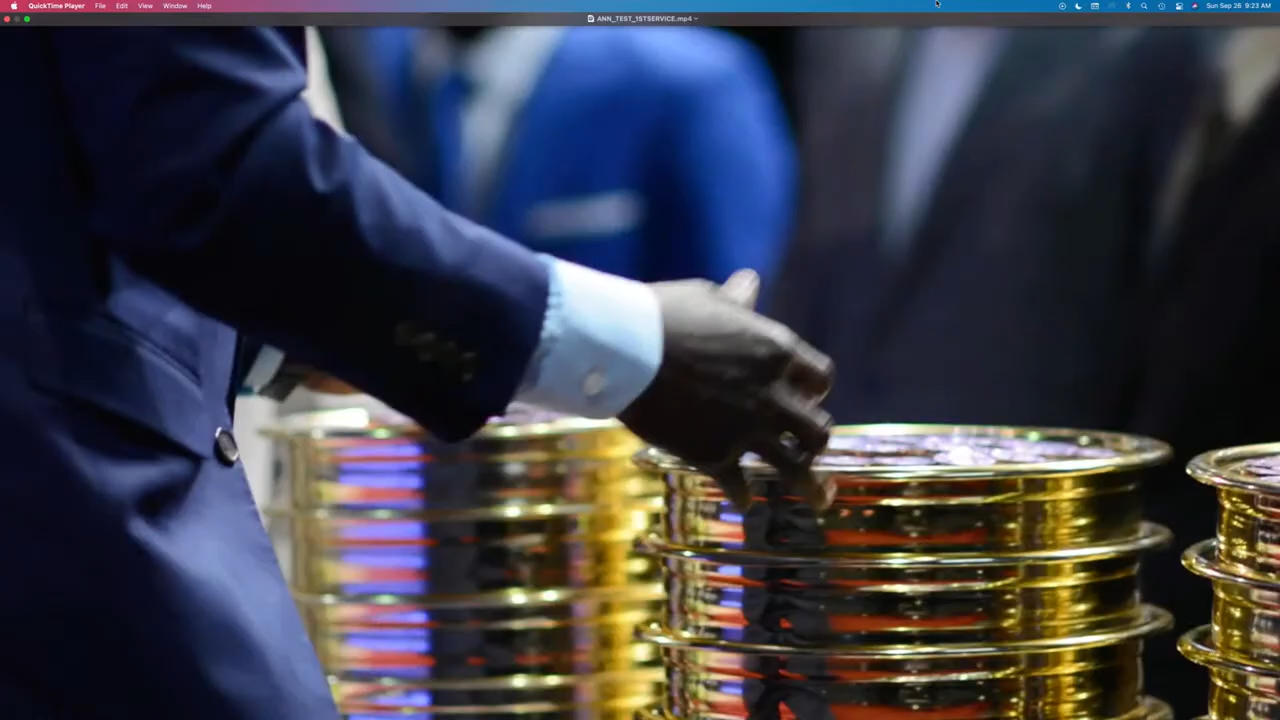 QuickTime Player File Edit View Window Help Sun Sep 26 9:23 AM
ANN_TEST_1STSERVICE.mp4